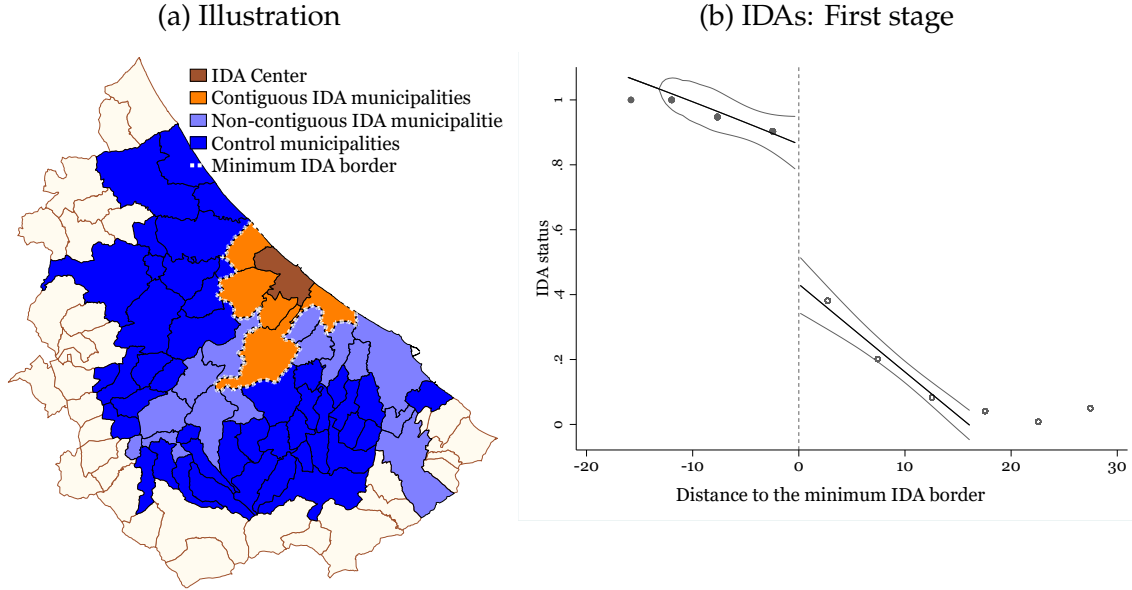 (a) Illustration
IDA Center
Contiguous IDA municipalities
Non-contiguous IDA municipalitie
Control municipalities
Minimum IDA border
(b) IDAs: First stage
IDA status
1
.8
.6
.4
.2
0
-20
-10
0
10
20
30
Distance to the minimum IDA border